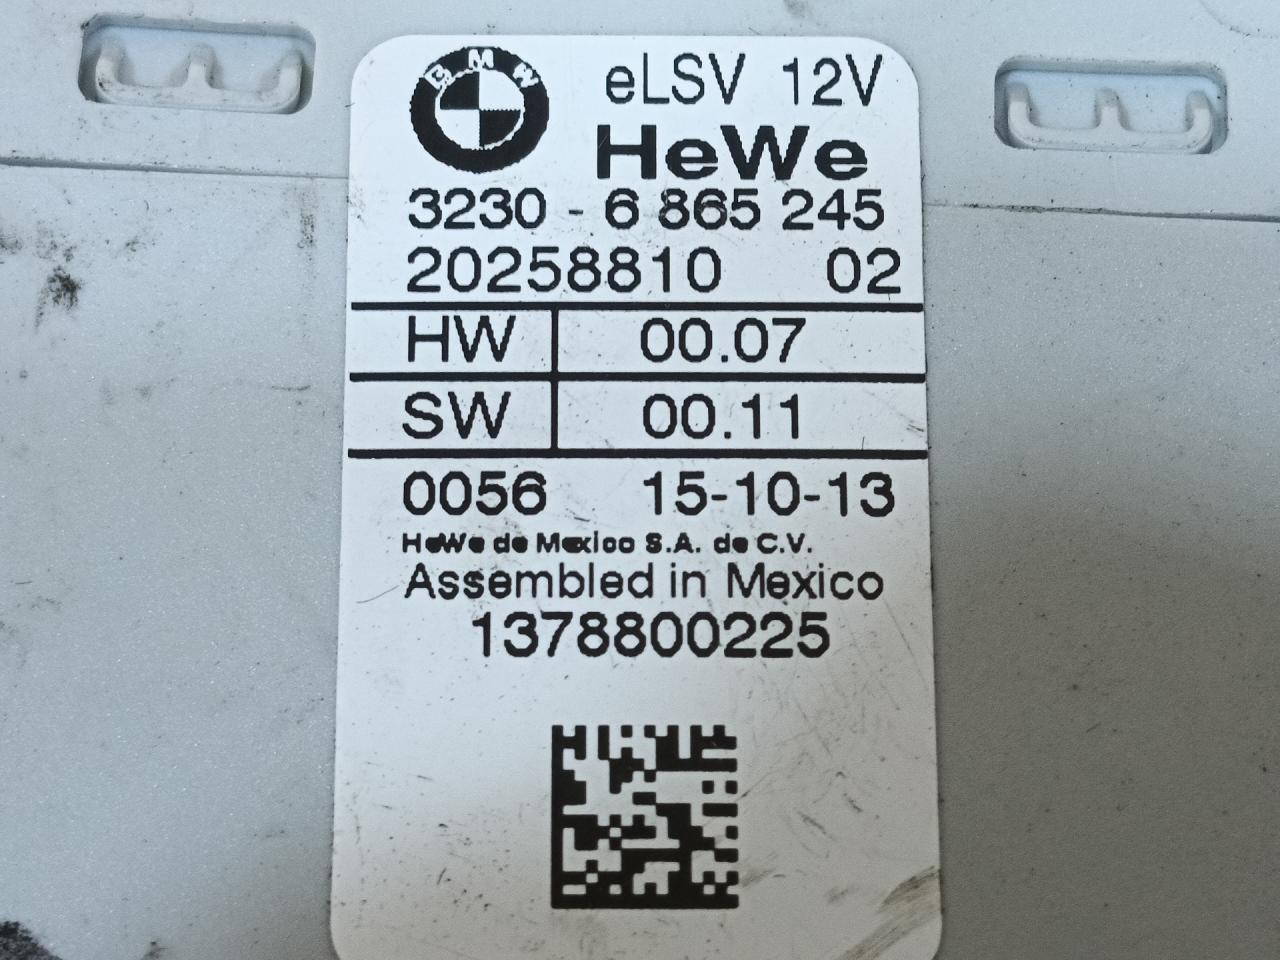 BMW
eLSV 12V
HeWe
3230 - 6 865 245
20258810 02
HW 00.07
SW 00.11
0056 15-10-13
HeWe de Mexico S.A. de C.V.
Assembled in Mexico
1378800225